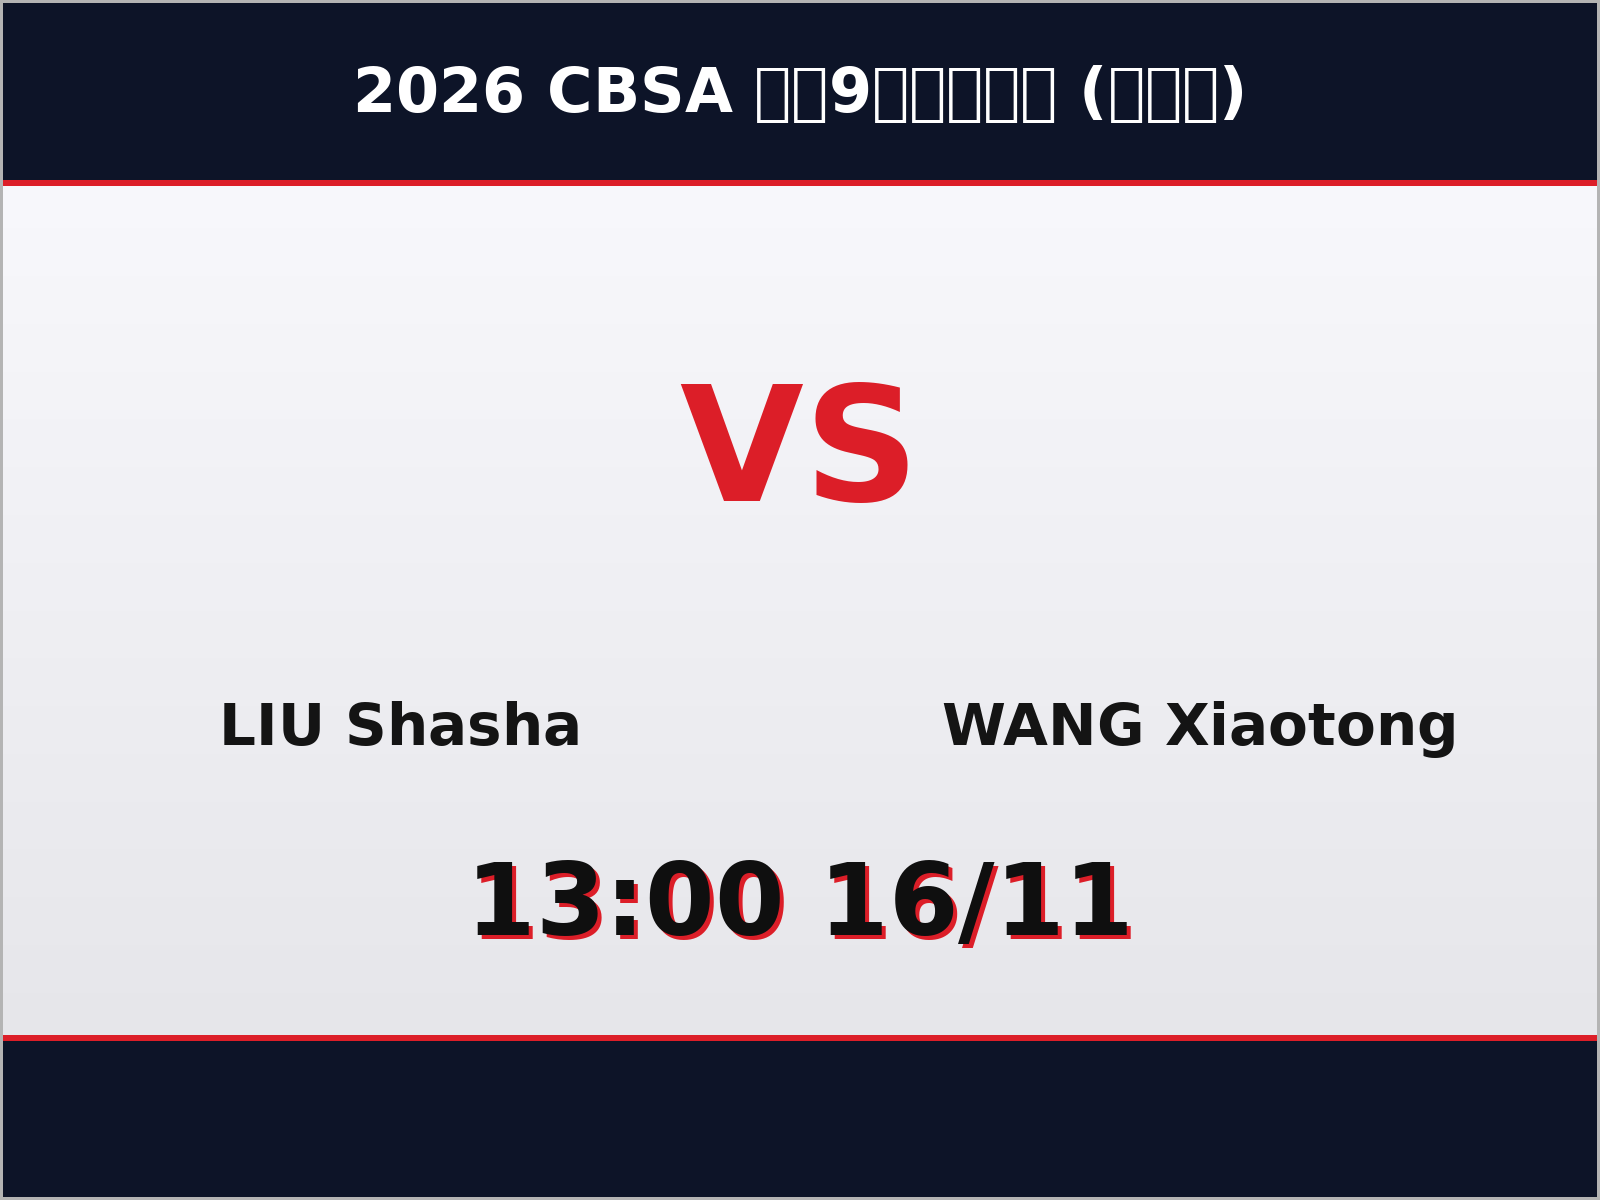 2026 CBSA 9 ()
VS
LIU Shasha
WANG Xiaotong
13:00 16/11